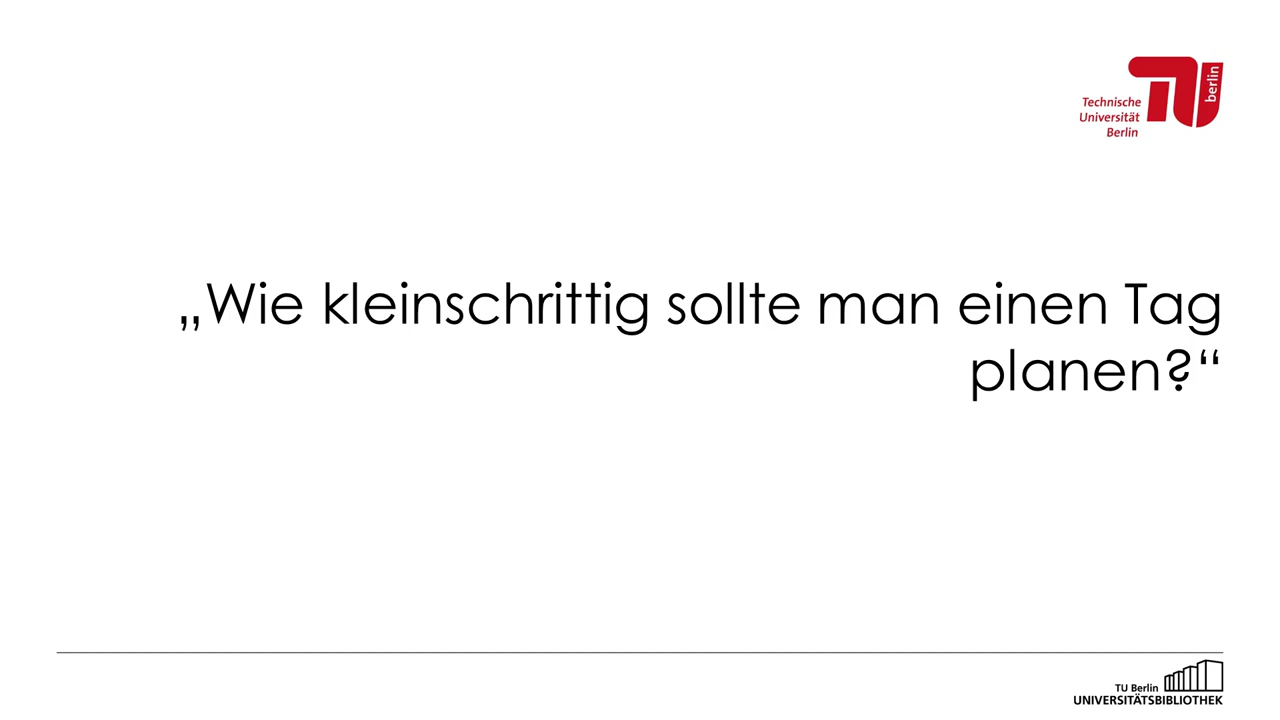 berlin
Technische
Universität
Berlin
„Wie kleinschrittig sollte man einen Tag
planen?“
TU Berlin
UNIVERSITÄTSBIBLIOTHEK